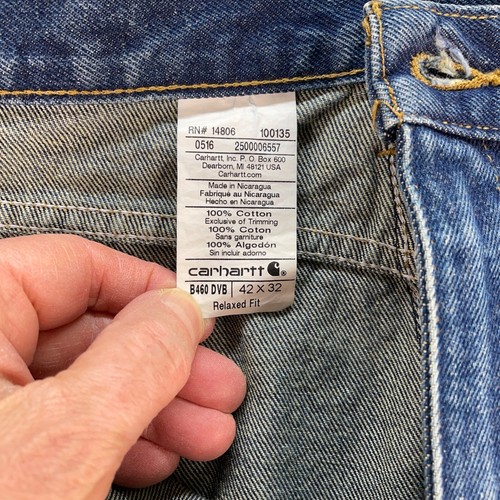 RN# 14806 100135
0516 2500006557
Carhartt, Inc. P. O. Box 600
Dearborn, MI 48121 USA
Carhartt.com
Made in Nicaragua
Fabriqué au Nicaragua
Hecho en Nicaragua
100% Cotton
Exclusive of Trimming
100% Coton
Sans garniture
100% Algodón
Sin incluir adorno
carhartt
B460 DVB 42 X 32
Relaxed Fit